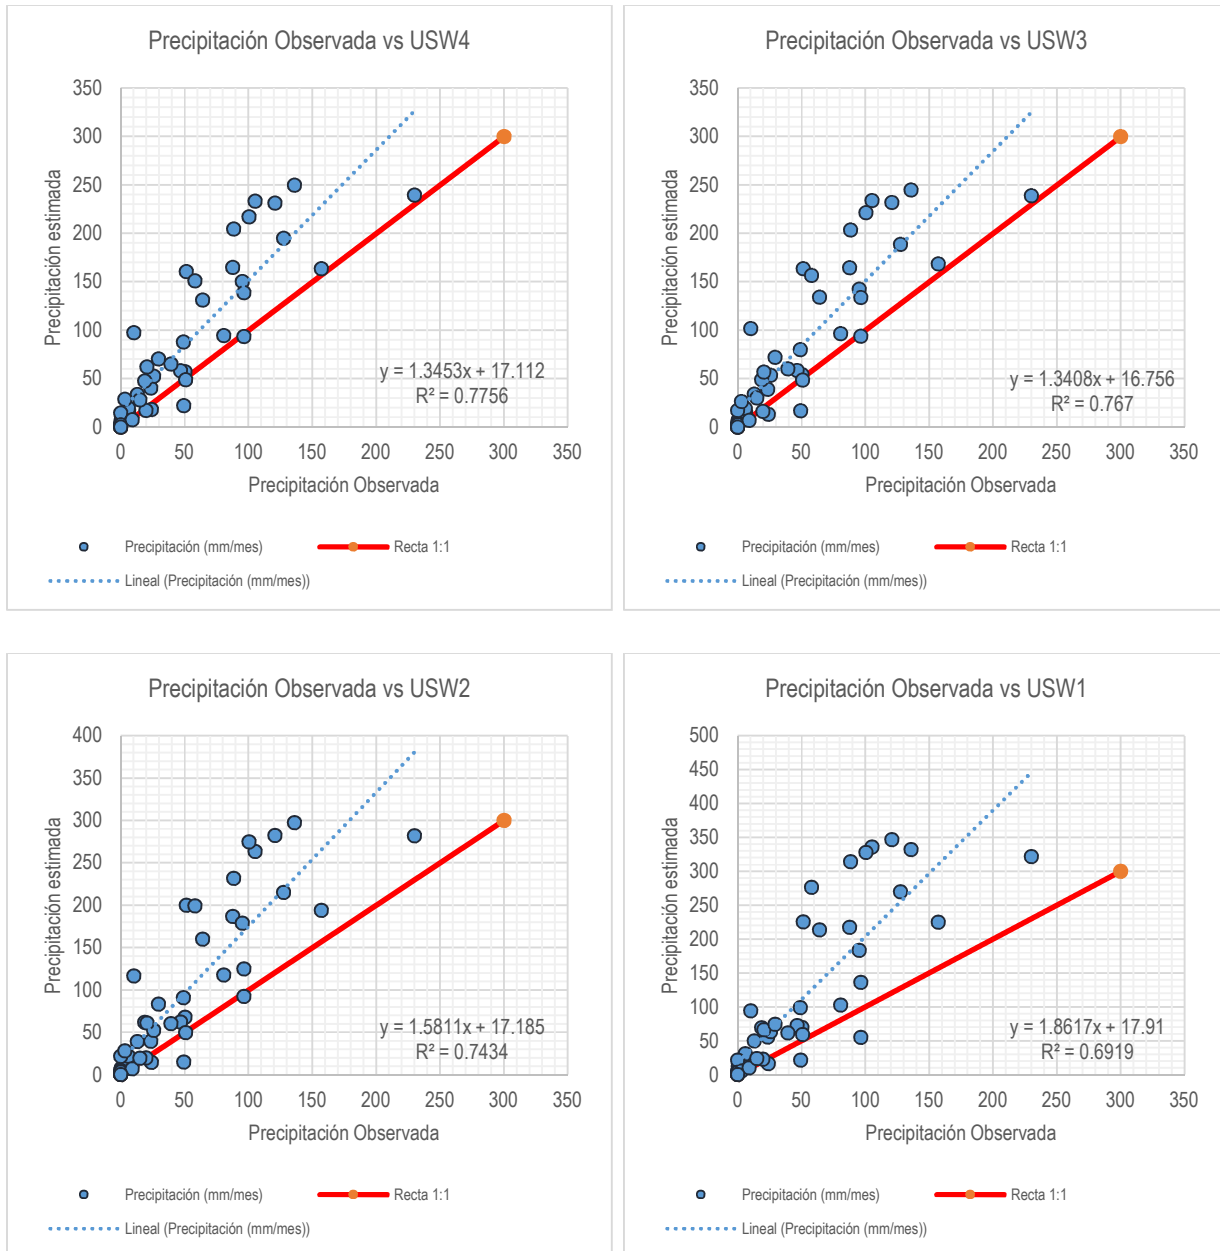 Precipitación Observada vs USW4
350
300
250
200
150
100
50
0
Precipitación estimada
y = 1.3453x + 17.112
R² = 0.7756
0 50 100 150 200 250 300 350
Precipitación Observada
Precipitación (mm/mes) Recta 1:1
Lineal (Precipitación (mm/mes))
Precipitación Observada vs USW3
350
300
250
200
150
100
50
0
Precipitación estimada
y = 1.3408x + 16.756
R² = 0.767
0 50 100 150 200 250 300 350
Precipitación Observada
Precipitación (mm/mes) Recta 1:1
Lineal (Precipitación (mm/mes))
Precipitación Observada vs USW2
400
350
300
250
200
150
100
50
0
Precipitación estimada
y = 1.5811x + 17.185
R² = 0.7434
0 50 100 150 200 250 300 350
Precipitación Observada
Precipitación (mm/mes) Recta 1:1
Lineal (Precipitación (mm/mes))
Precipitación Observada vs USW1
500
450
400
350
300
250
200
150
100
50
0
Precipitación estimada
y = 1.8617x + 17.91
R² = 0.6919
0 50 100 150 200 250 300 350
Precipitación Observada
Precipitación (mm/mes) Recta 1:1
Lineal (Precipitación (mm/mes))